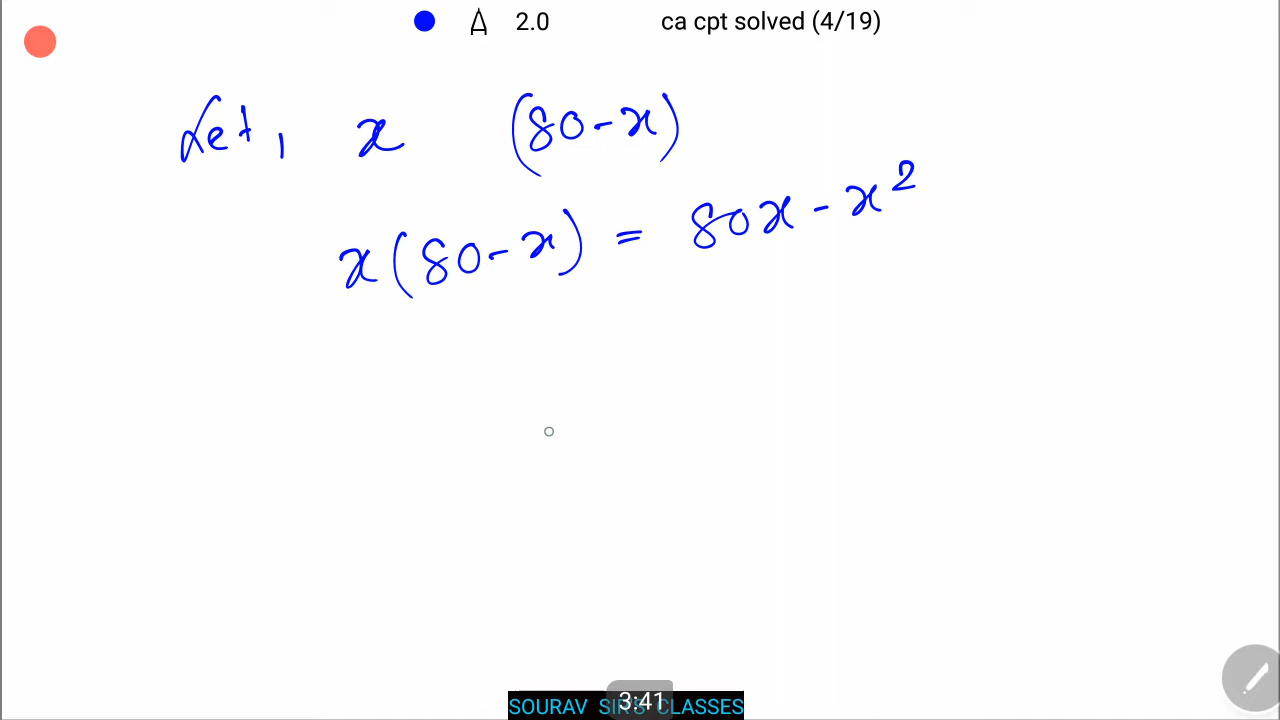 A 2.0 ca cpt solved (4/19)
Let, x (80-x)
x(80-x) = 80x - x²
3:41
SOURAV SIR'S CLASSES